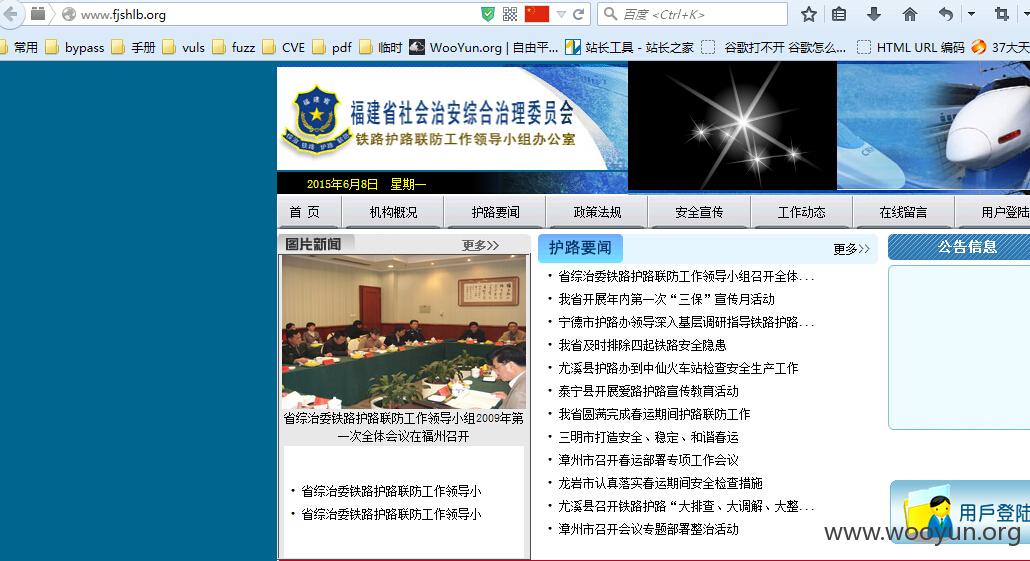 www.fjshlb.org
百度 <Ctrl+K>
常用 bypass 手册 vuls fuzz CVE pdf 临时 WooYun.org | 自由平... 站长工具 - 站长之家 谷歌打不开 谷歌怎么... HTML URL 编码 37大天
福建省
福建省社会治安综合治理委员会
铁路护路联防工作领导小组办公室
2015年6月8日 星期一
首 页 机构概况 护路要闻 政策法规 安全宣传 工作动态 在线留言 用户登陆
图片新闻 更多>>
省综治委铁路护路联防工作领导小组2009年第
一次全体会议在福州召开
· 省综治委铁路护路联防工作领导小
· 省综治委铁路护路联防工作领导小
护路要闻 更多>>
· 省综治委铁路护路联防工作领导小组召开全体...
· 我省开展年内第一次“三保”宣传月活动
· 宁德市护路办领导深入基层调研指导铁路护路...
· 我省及时排除四起铁路安全隐患
· 尤溪县护路办到中仙火车站检查安全生产工作
· 泰宁县开展爱路护路宣传教育活动
· 我省圆满完成春运期间护路联防工作
· 三明市打造安全、稳定、和谐春运
· 漳州市召开春运部署专项工作会议
· 龙岩市认真落实春运期间安全检查措施
· 尤溪县召开铁路护路“大排查、大调解、大整...
· 漳州市召开会议专题部署整治活动
公告信息
用戶登陆
www.wooyun.org